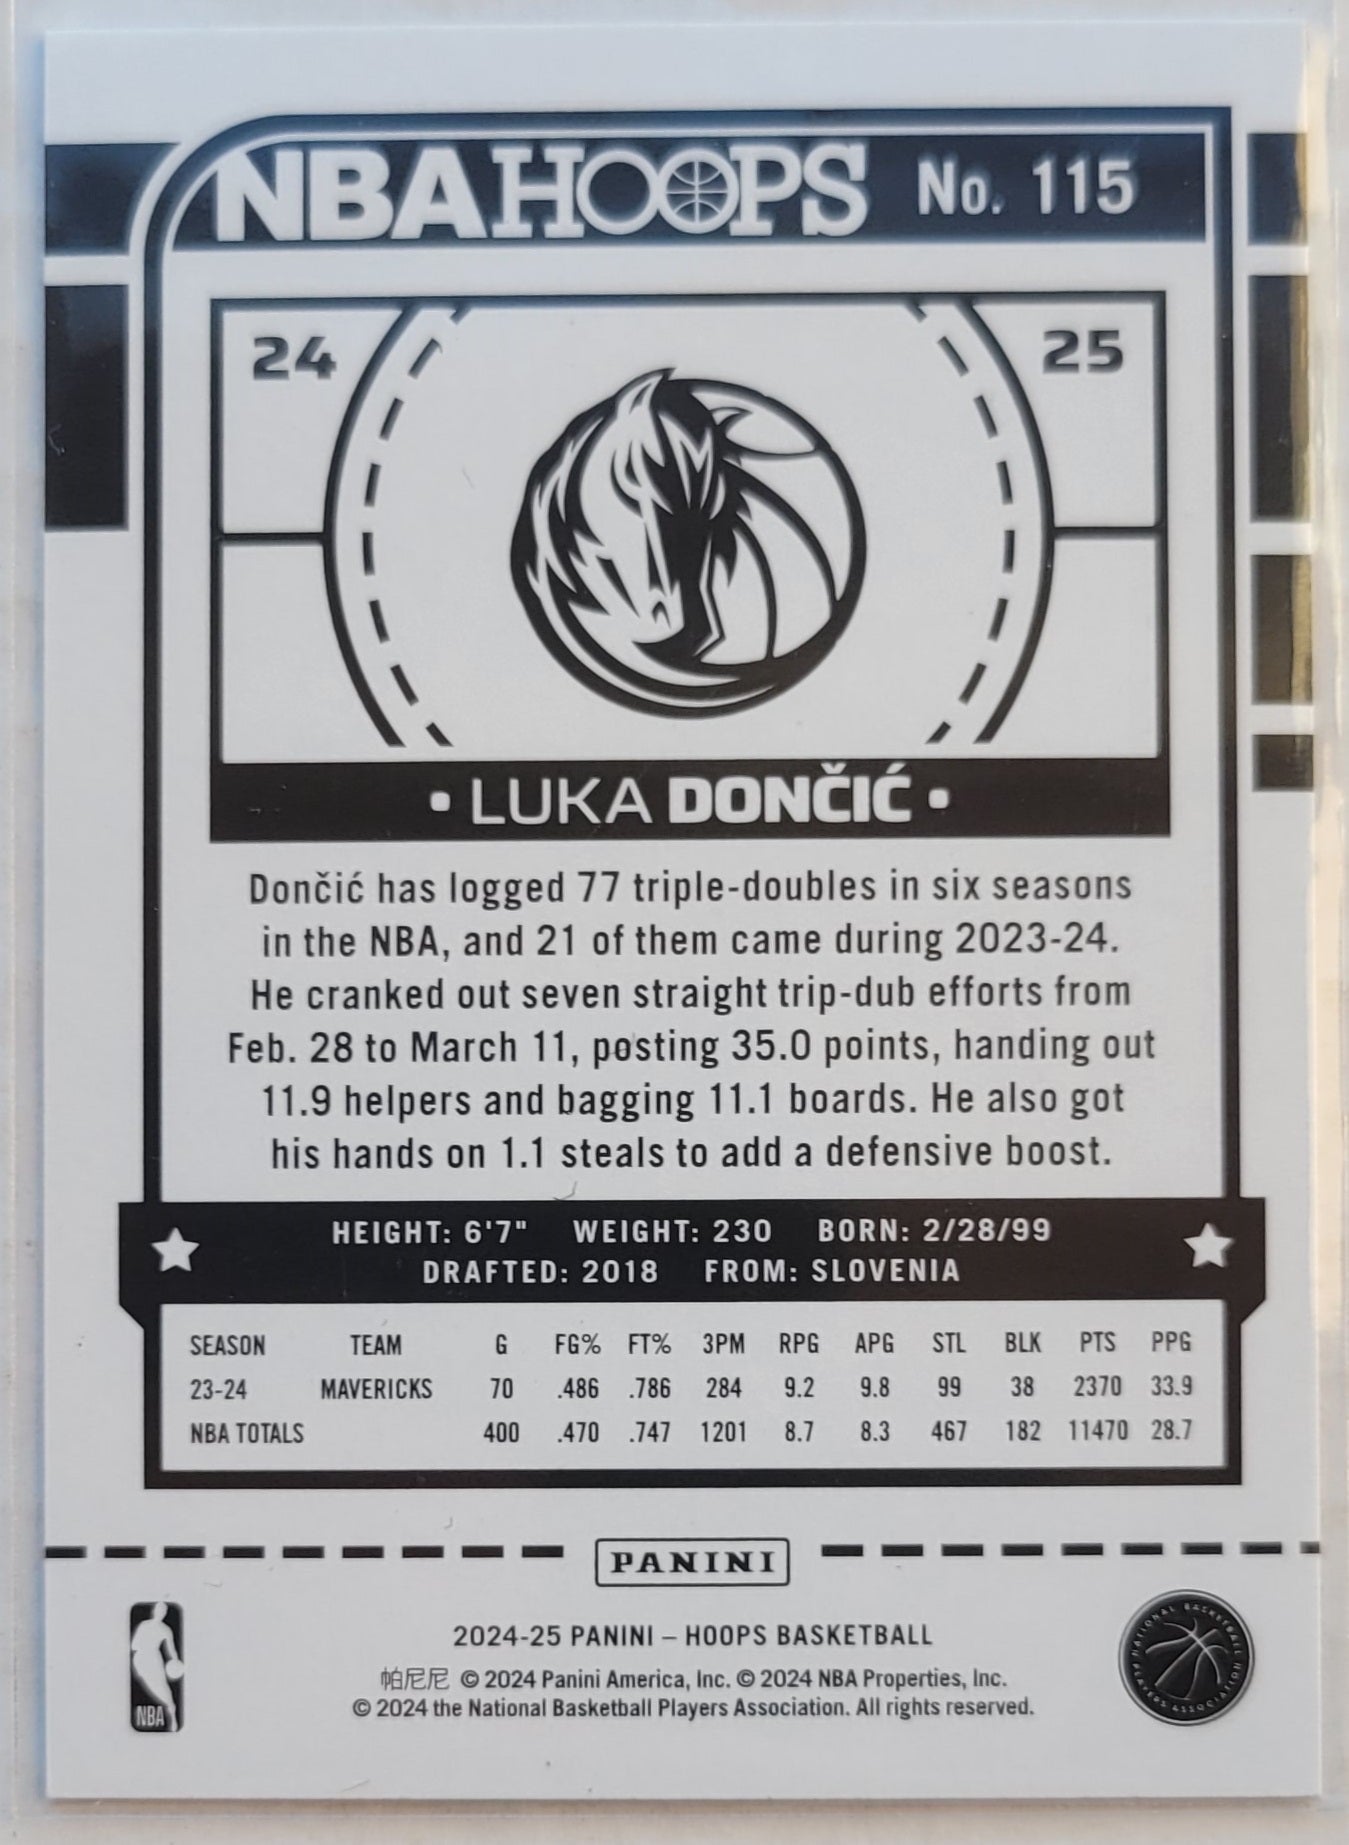 NBA HOOPS No. 115
24 25
• LUKA DONČIĆ •
Dončić has logged 77 triple-doubles in six seasons
in the NBA, and 21 of them came during 2023-24.
He cranked out seven straight trip-dub efforts from
Feb. 28 to March 11, posting 35.0 points, handing out
11.9 helpers and bagging 11.1 boards. He also got
his hands on 1.1 steals to add a defensive boost.
HEIGHT: 6'7" WEIGHT: 230 BORN: 2/28/99
DRAFTED: 2018 FROM: SLOVENIA
SEASON TEAM G FG% FT% 3PM RPG APG STL BLK PTS PPG
23-24 MAVERICKS 70 .486 .786 284 9.2 9.8 99 38 2370 33.9
NBA TOTALS 400 .470 .747 1201 8.7 8.3 467 182 11470 28.7
PANINI
2024-25 PANINI – HOOPS BASKETBALL
帕尼尼 © 2024 Panini America, Inc. © 2024 NBA Properties, Inc.
© 2024 the National Basketball Players Association. All rights reserved.
NBA
NATIONAL BASKETBALL PLAYERS ASSOCIATION